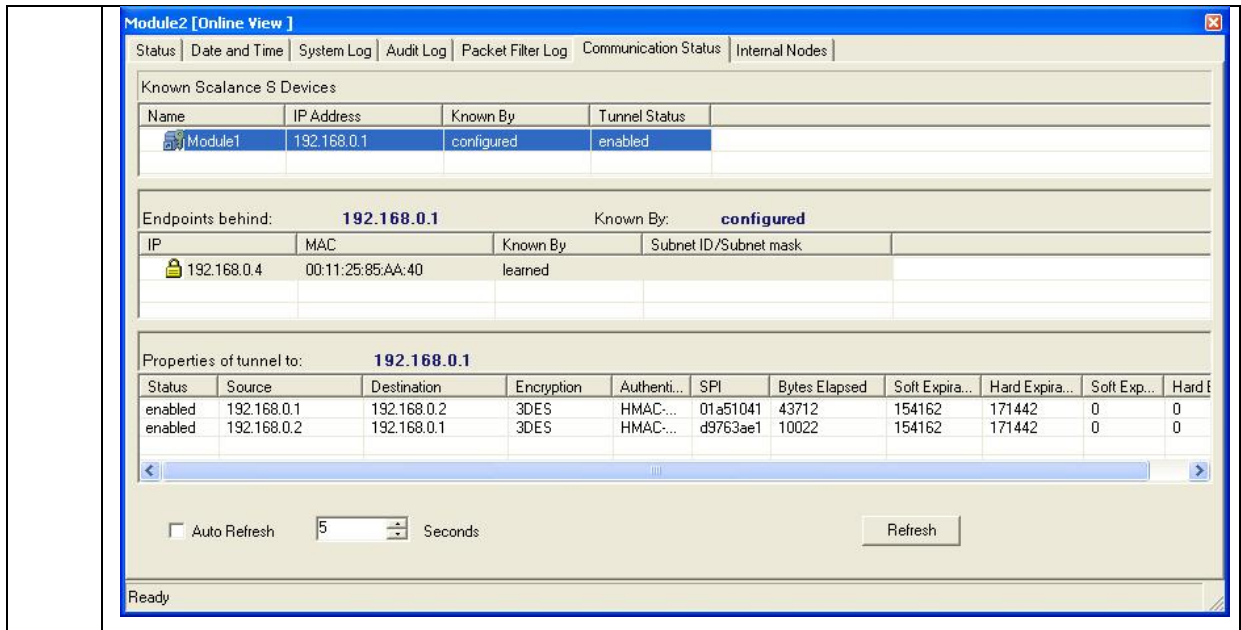 Module2 [Online View ]
Status Date and Time System Log Audit Log Packet Filter Log Communication Status Internal Nodes
Known Scalance S Devices
Name IP Address Known By Tunnel Status
Module1 192.168.0.1 configured enabled
Endpoints behind: 192.168.0.1 Known By: configured
IP MAC Known By Subnet ID/Subnet mask
192.168.0.4 00:11:25:85:AA:40 learned
Properties of tunnel to: 192.168.0.1
Status Source Destination Encryption Authenti... SPI Bytes Elapsed Soft Expira... Hard Expira... Soft Exp... Hard E
enabled 192.168.0.1 192.168.0.2 3DES HMAC-... 01a51041 43712 154162 171442 0 0
enabled 192.168.0.2 192.168.0.1 3DES HMAC-... d9763ae1 10022 154162 171442 0 0
Auto Refresh 5 Seconds Refresh
Ready